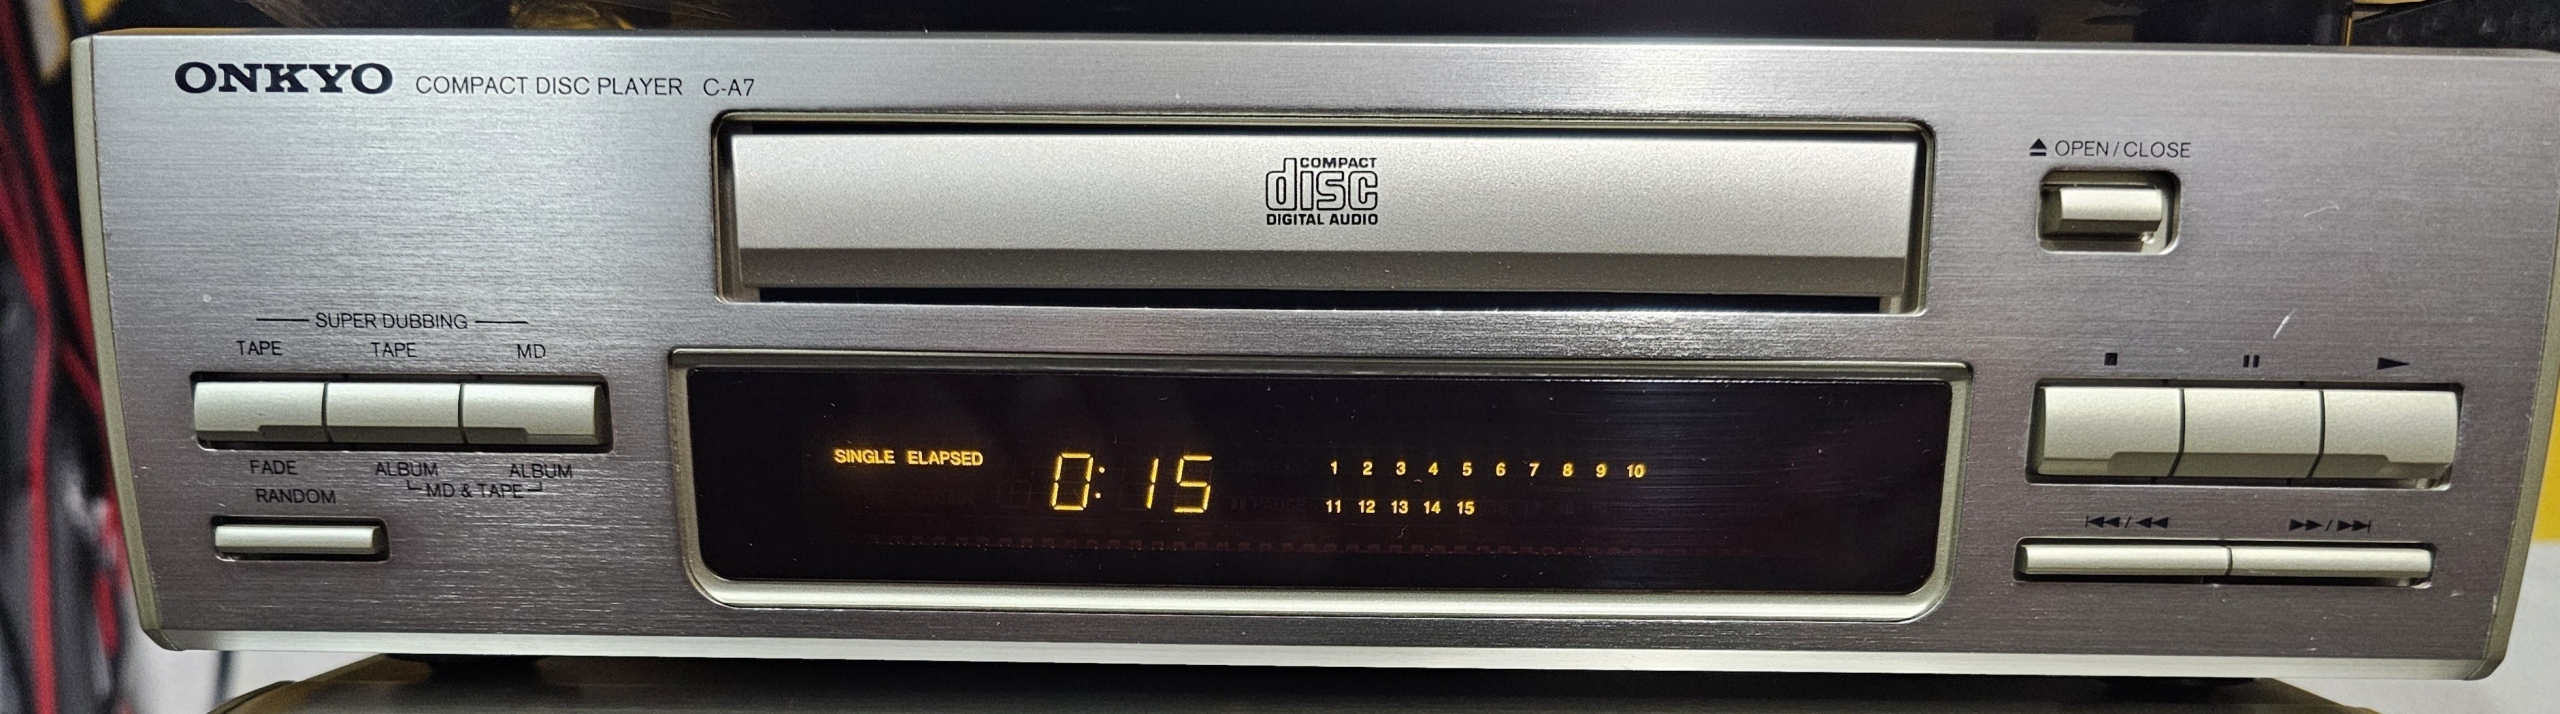 ONKYO COMPACT DISC PLAYER C-A7
COMPACT
disc
DIGITAL AUDIO
OPEN/CLOSE
SUPER DUBBING
TAPE TAPE MD
FADE ALBUM ALBUM
MD & TAPE
RANDOM
SINGLE ELAPSED
0:15
1 2 3 4 5 6 7 8 9 10
11 12 13 14 15
PAUSE